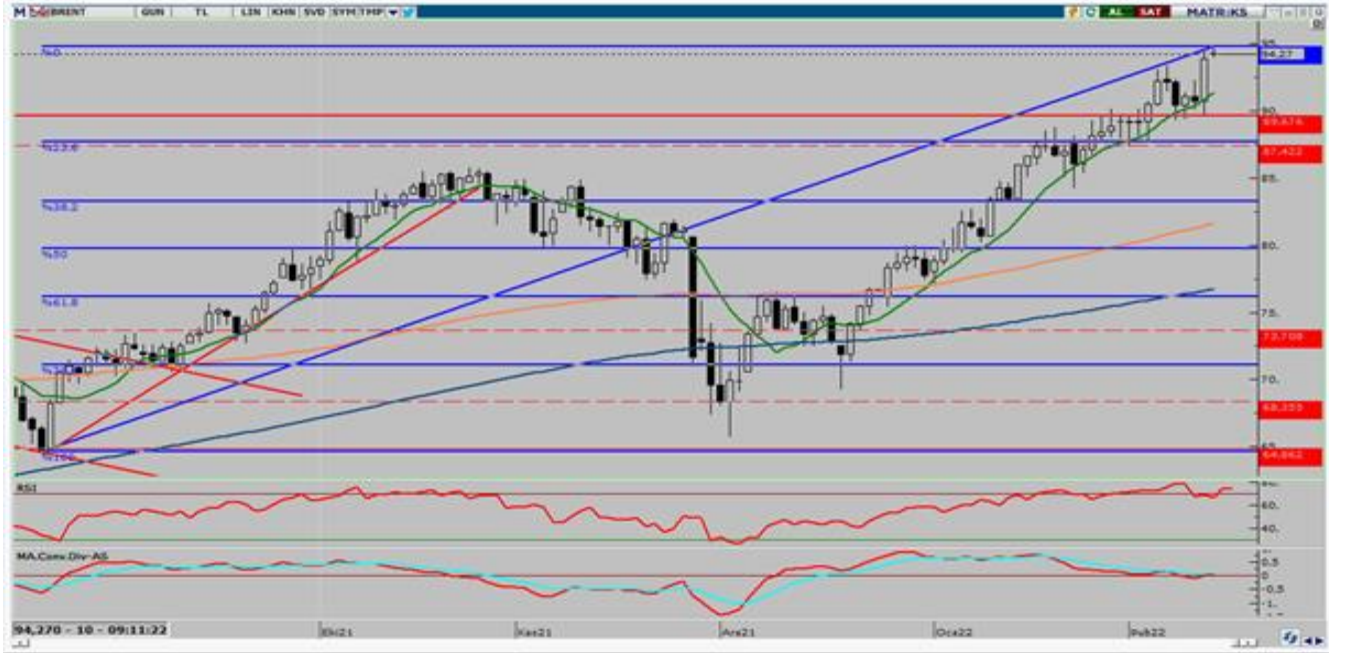 M BRENT GUN TL LIN KHN SVD SYM TMP AL SAT MATRiKS
%0
95.
94,27
90.
89,676
%23.6
87,422
85.
%38.2
80.
%50
%61.8
75.
73,708
70.
68,355
65.
%100
64,862
RSI
80.
60.
40.
MA.Conv.Div-AS
0.5
0
-0.5
-1.
94,270 - 10 - 09:11:22
Eki21
Kas21
Ara21
Oca22
Şub22